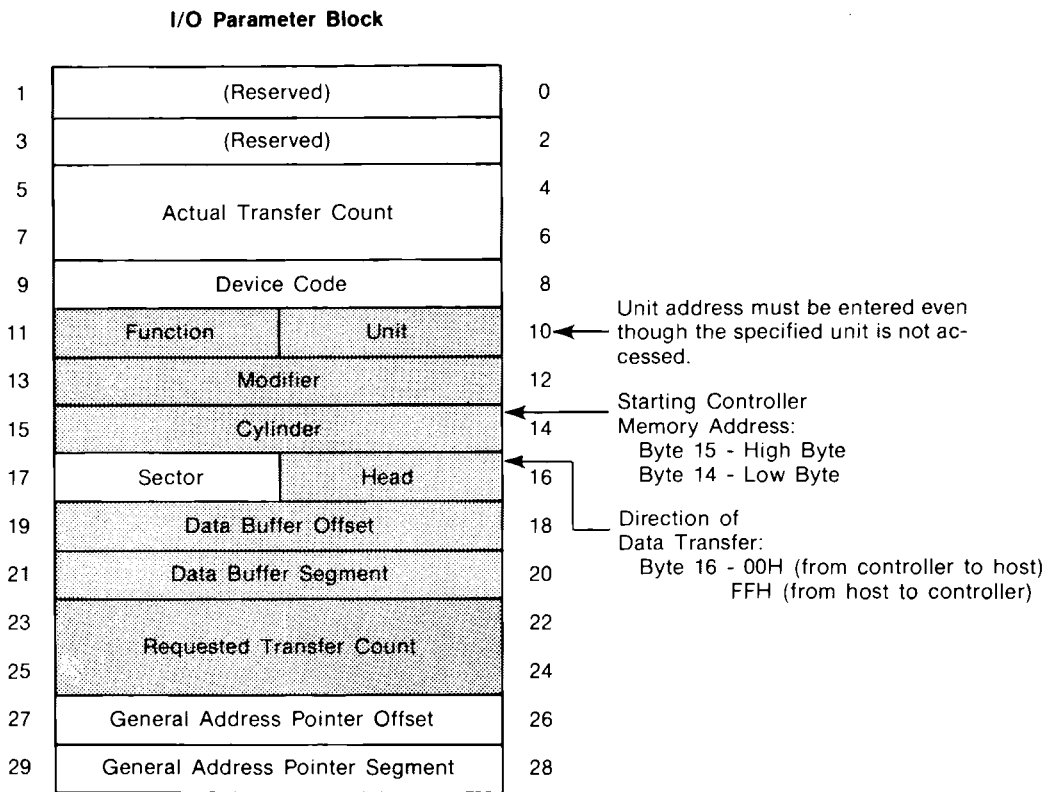 I/O Parameter Block
1 (Reserved) 0
3 (Reserved) 2
5 4
Actual Transfer Count
7 6
9 Device Code 8
11 Function Unit 10
Unit address must be entered even
though the specified unit is not ac-
cessed.
13 Modifier 12
15 Cylinder 14
Starting Controller
Memory Address:
Byte 15 - High Byte
Byte 14 - Low Byte
17 Sector Head 16
19 Data Buffer Offset 18
21 Data Buffer Segment 20
Direction of
Data Transfer:
Byte 16 - 00H (from controller to host)
FFH (from host to controller)
23 22
Requested Transfer Count
25 24
27 General Address Pointer Offset 26
29 General Address Pointer Segment 28